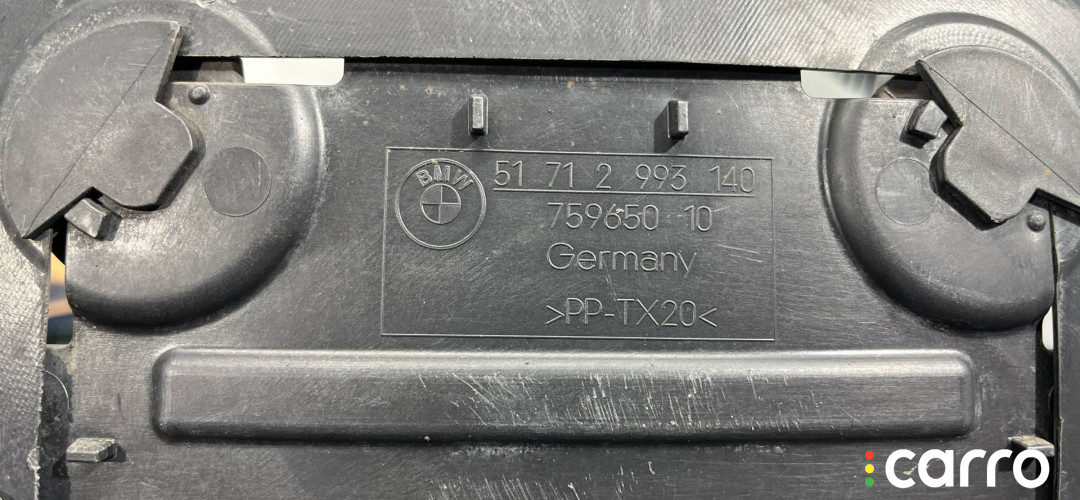 BMW
51 71 2 993 140
759650 10
Germany
>PP-TX20<
carro